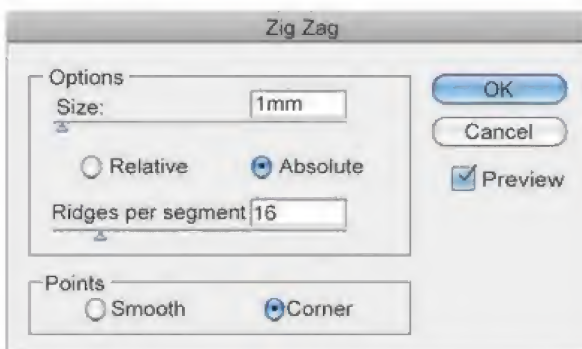 Zig Zag
Options
Size: 1mm
Relative Absolute
Ridges per segment 16
Points
Smooth Corner
OK
Cancel
Preview